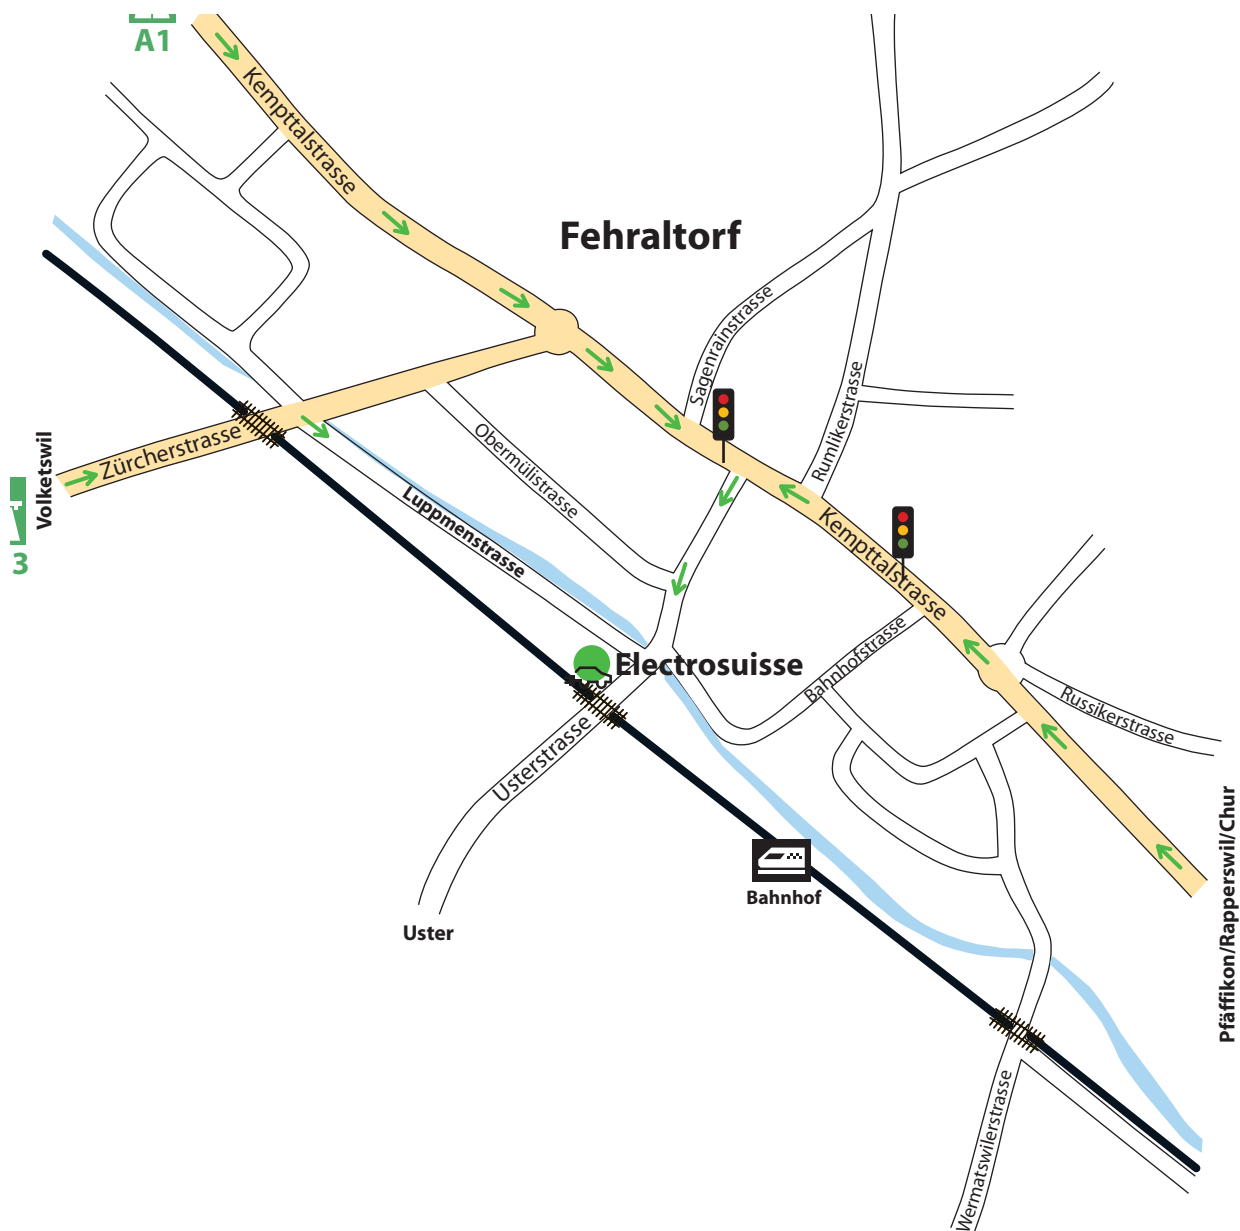 A1
Kempttalstrasse
Fehraltorf
Sagenrainstrasse
Rumlikerstrasse
Zürcherstrasse
Volketswil
3
Obermülistrasse
Luppmenstrasse
Kempttalstrasse
Electrosuisse
Bahnhofstrasse
Russikerstrasse
Usterstrasse
Bahnhof
Uster
Pfäffikon/Rapperswil/Chur
Wermatswilerstrasse